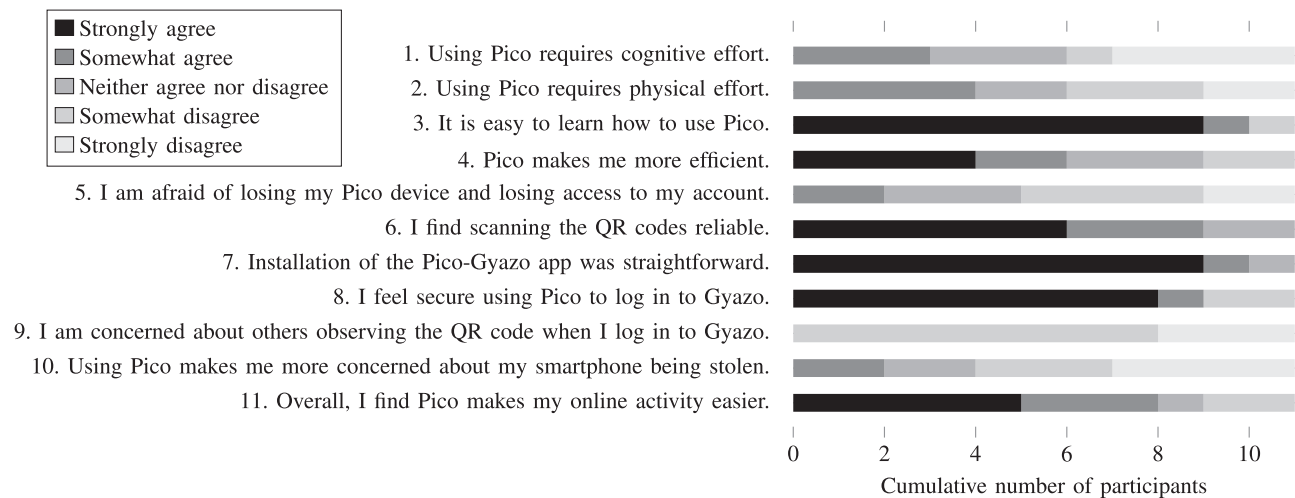 Strongly agree
Somewhat agree
Neither agree nor disagree
Somewhat disagree
Strongly disagree
1. Using Pico requires cognitive effort.
2. Using Pico requires physical effort.
3. It is easy to learn how to use Pico.
4. Pico makes me more efficient.
5. I am afraid of losing my Pico device and losing access to my account.
6. I find scanning the QR codes reliable.
7. Installation of the Pico-Gyazo app was straightforward.
8. I feel secure using Pico to log in to Gyazo.
9. I am concerned about others observing the QR code when I log in to Gyazo.
10. Using Pico makes me more concerned about my smartphone being stolen.
11. Overall, I find Pico makes my online activity easier.
0 2 4 6 8 10
Cumulative number of participants